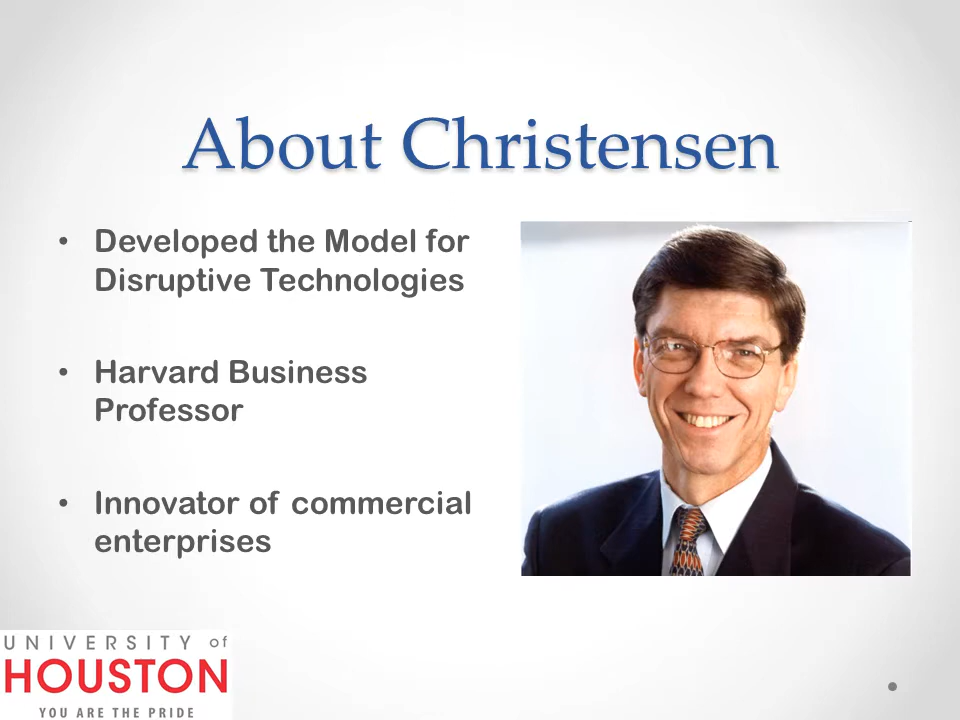 About Christensen
• Developed the Model for
Disruptive Technologies
• Harvard Business
Professor
• Innovator of commercial
enterprises
UNIVERSITY of
HOUSTON
YOU ARE THE PRIDE